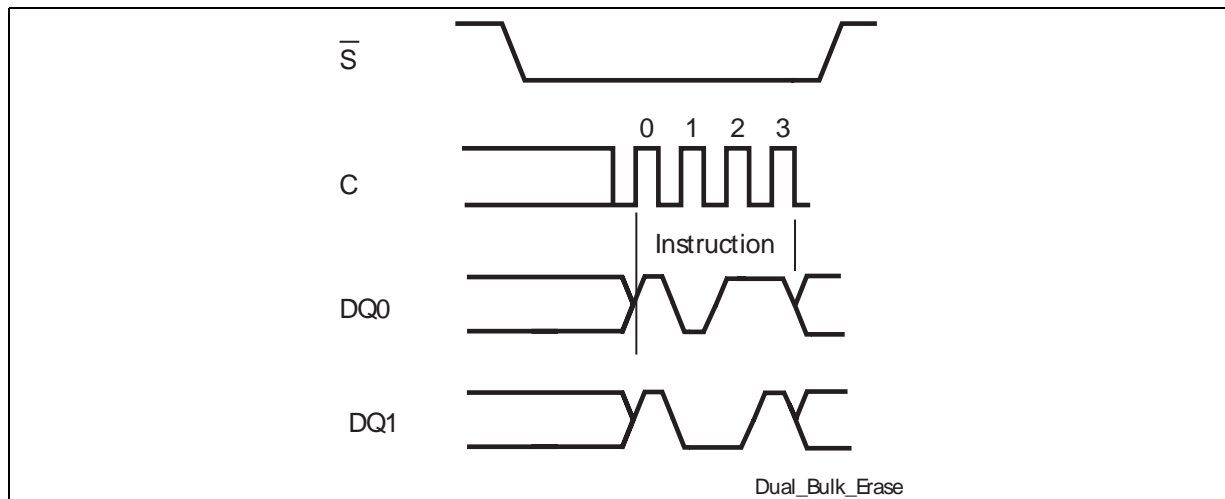 S̅
0 1 2 3
C
Instruction
DQ0
DQ1
Dual_Bulk_Erase